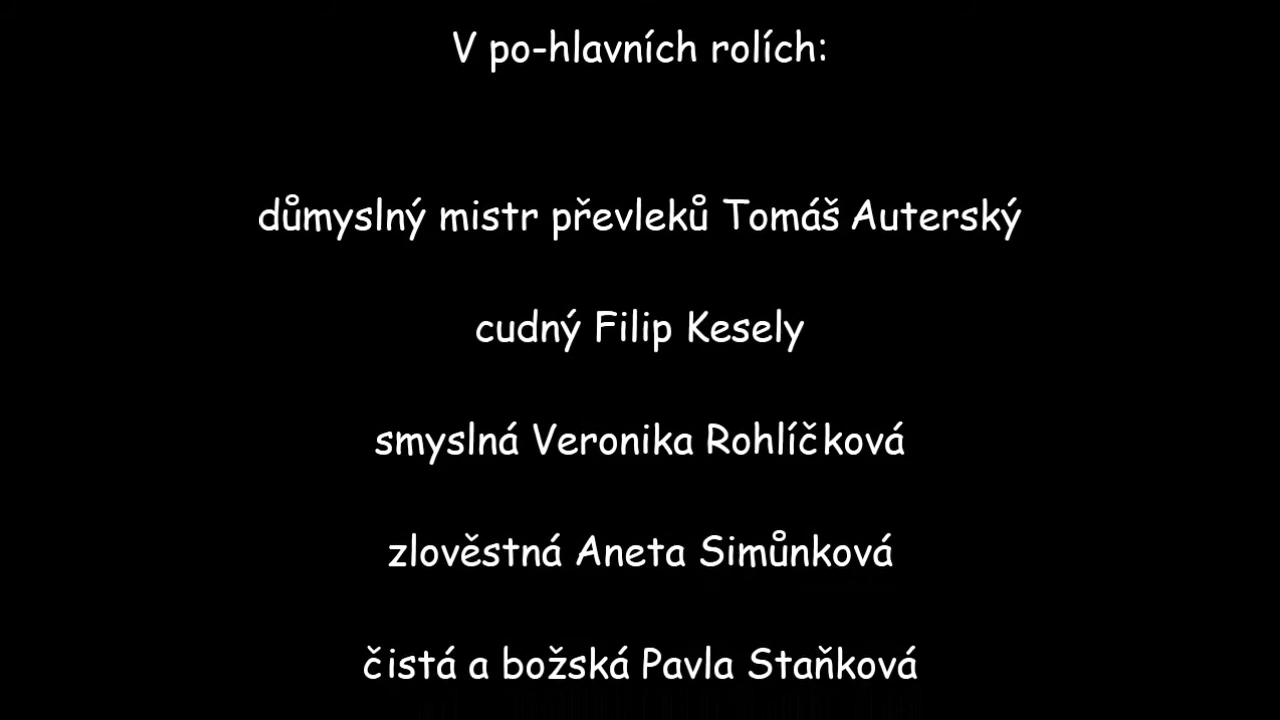 V po-hlavních rolích:
důmyslný mistr převleků Tomáš Auterský
cudný Filip Kesely
smyslná Veronika Rohlíčková
zlověstná Aneta Simůnková
čistá a božská Pavla Staňková